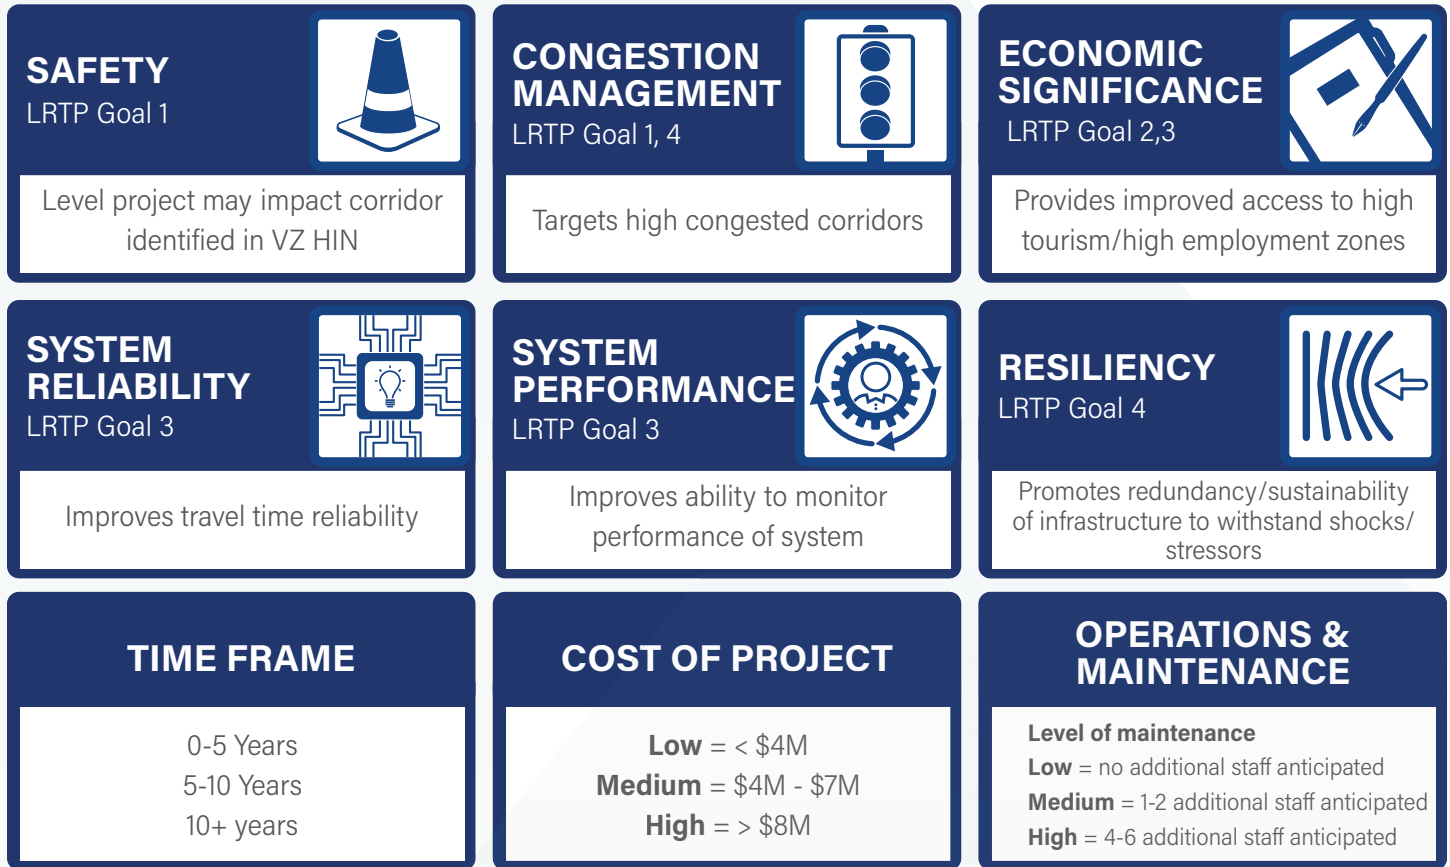 SAFETY
LRTP Goal 1
Level project may impact corridor
identified in VZ HIN
CONGESTION
MANAGEMENT
LRTP Goal 1, 4
Targets high congested corridors
ECONOMIC
SIGNIFICANCE
LRTP Goal 2,3
Provides improved access to high
tourism/high employment zones
SYSTEM
RELIABILITY
LRTP Goal 3
Improves travel time reliability
SYSTEM
PERFORMANCE
LRTP Goal 3
Improves ability to monitor
performance of system
RESILIENCY
LRTP Goal 4
Promotes redundancy/sustainability
of infrastructure to withstand shocks/
stressors
TIME FRAME
0-5 Years
5-10 Years
10+ years
COST OF PROJECT
Low = < $4M
Medium = $4M - $7M
High = > $8M
OPERATIONS &
MAINTENANCE
Level of maintenance
Low = no additional staff anticipated
Medium = 1-2 additional staff anticipated
High = 4-6 additional staff anticipated